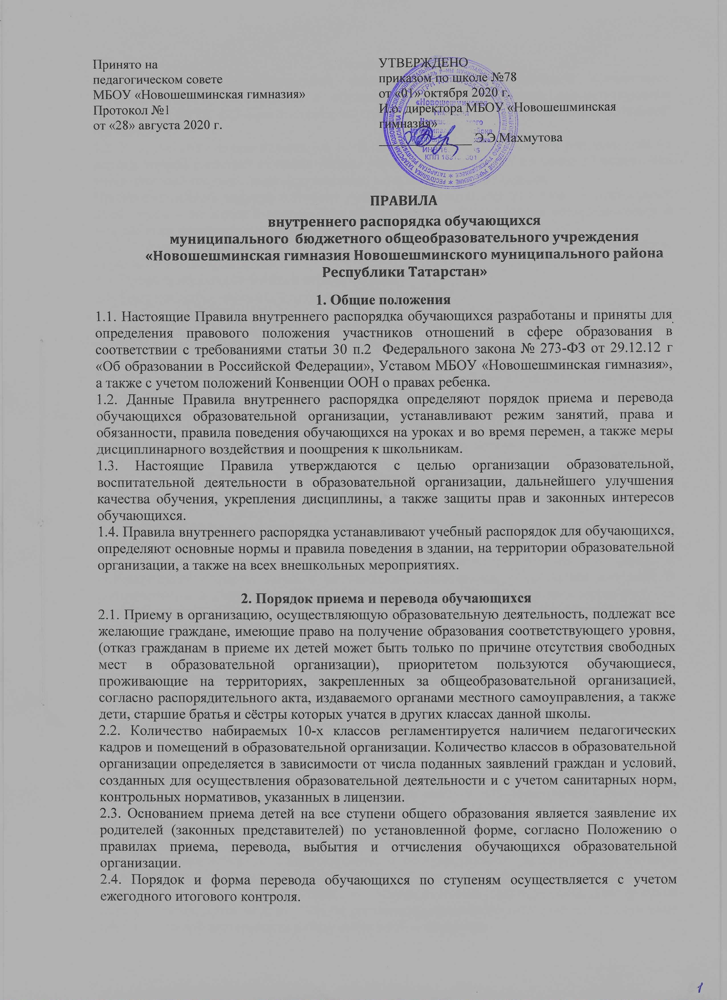 Принято на
педагогическом совете
МБОУ «Новошешминская гимназия»
Протокол №1
от «28» августа 2020 г.
УТВЕРЖДЕНО
приказом по школе №78
от «01» октября 2020 г.
И.о. директора МБОУ «Новошешминская
гимназия»
_______________ Э.Э.Махмутова
ПРАВИЛА
внутреннего распорядка обучающихся
муниципального бюджетного общеобразовательного учреждения
«Новошешминская гимназия Новошешминского муниципального района
Республики Татарстан»
1. Общие положения
1.1. Настоящие Правила внутреннего распорядка обучающихся разработаны и приняты для
определения правового положения участников отношений в сфере образования в
соответствии с требованиями статьи 30 п.2 Федерального закона № 273-ФЗ от 29.12.12 г
«Об образовании в Российской Федерации», Уставом МБОУ «Новошешминская гимназия»,
а также с учетом положений Конвенции ООН о правах ребенка.
1.2. Данные Правила внутреннего распорядка определяют порядок приема и перевода
обучающихся образовательной организации, устанавливают режим занятий, права и
обязанности, правила поведения обучающихся на уроках и во время перемен, а также меры
дисциплинарного воздействия и поощрения к школьникам.
1.3. Настоящие Правила утверждаются с целью организации образовательной,
воспитательной деятельности в образовательной организации, дальнейшего улучшения
качества обучения, укрепления дисциплины, а также защиты прав и законных интересов
обучающихся.
1.4. Правила внутреннего распорядка устанавливают учебный распорядок для обучающихся,
определяют основные нормы и правила поведения в здании, на территории образовательной
организации, а также на всех внешкольных мероприятиях.
2. Порядок приема и перевода обучающихся
2.1. Приему в организацию, осуществляющую образовательную деятельность, подлежат все
желающие граждане, имеющие право на получение образования соответствующего уровня,
(отказ гражданам в приеме их детей может быть только по причине отсутствия свободных
мест в образовательной организации), приоритетом пользуются обучающиеся,
проживающие на территориях, закрепленных за общеобразовательной организацией,
согласно распорядительного акта, издаваемого органами местного самоуправления, а также
дети, старшие братья и сёстры которых учатся в других классах данной школы.
2.2. Количество набираемых 10-х классов регламентируется наличием педагогических
кадров и помещений в образовательной организации. Количество классов в образовательной
организации определяется в зависимости от числа поданных заявлений граждан и условий,
созданных для осуществления образовательной деятельности и с учетом санитарных норм,
контрольных нормативов, указанных в лицензии.
2.3. Основанием приема детей на все ступени общего образования является заявление их
родителей (законных представителей) по установленной форме, согласно Положению о
правилах приема, перевода, выбытия и отчисления обучающихся образовательной
организации.
2.4. Порядок и форма перевода обучающихся по ступеням осуществляется с учетом
ежегодного итогового контроля.
1